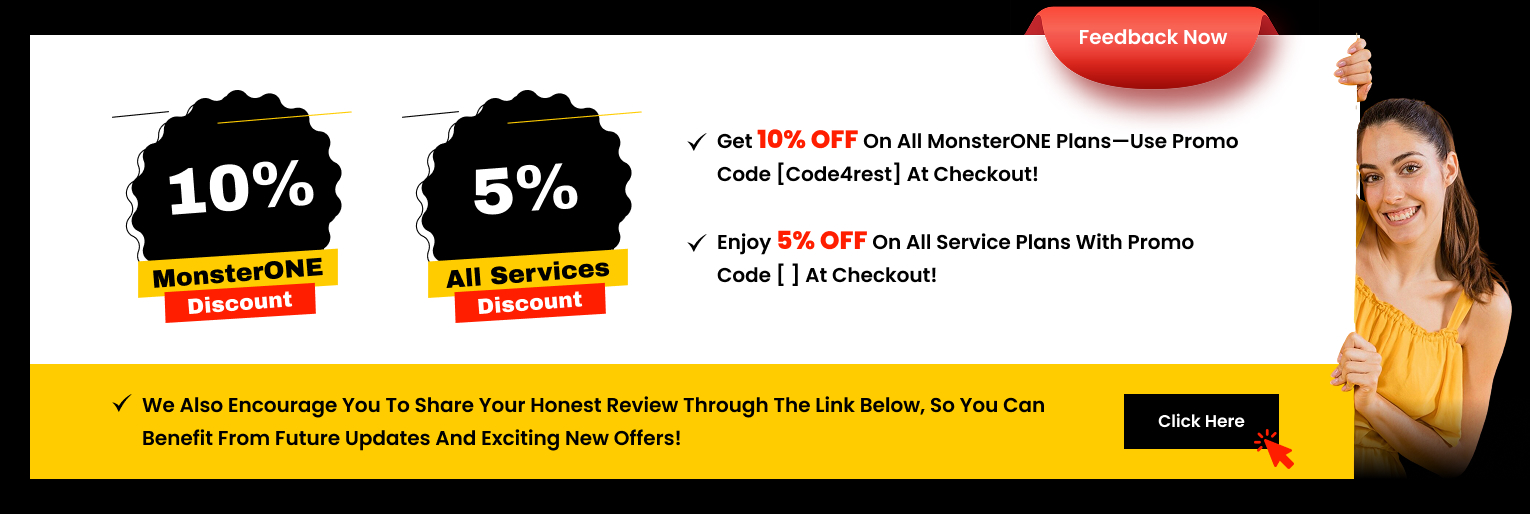 Feedback Now
10%
MonsterONE
Discount
5%
All Services
Discount
Get 10% OFF On All MonsterONE Plans—Use Promo
Code [Code4rest] At Checkout!
Enjoy 5% OFF On All Service Plans With Promo
Code [ ] At Checkout!
We Also Encourage You To Share Your Honest Review Through The Link Below, So You Can
Benefit From Future Updates And Exciting New Offers!
Click Here